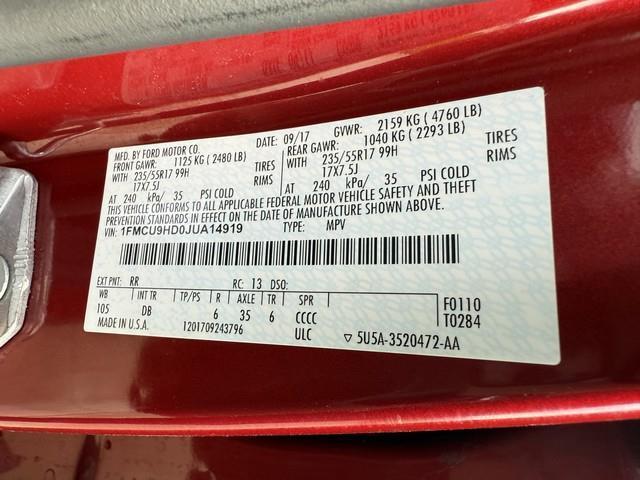 MFD. BY FORD MOTOR CO.
DATE: 09/17 GVWR: 2159 KG ( 4760 LB)
FRONT GAWR: 1125 KG ( 2480 LB) REAR GAWR: 1040 KG ( 2293 LB)
WITH 235/55R17 99H TIRES WITH 235/55R17 99H TIRES
17X7.5J RIMS 17X7.5J RIMS
AT 240 kPa/ 35 PSI COLD AT 240 kPa/ 35 PSI COLD
THIS VEHICLE CONFORMS TO ALL APPLICABLE FEDERAL MOTOR VEHICLE SAFETY AND THEFT
PREVENTION STANDARDS IN EFFECT ON THE DATE OF MANUFACTURE SHOWN ABOVE.
VIN: 1FMCU9HD0JUA14919 TYPE: MPV
EXT PNT: RR RC: 13 DSO:
WB INT TR TP/PS R AXLE TR SPR F0110
105 DB 6 35 6 CCCC T0284
MADE IN U.S.A. 1201709243796 ULC ▽ 5U5A-3520472-AA